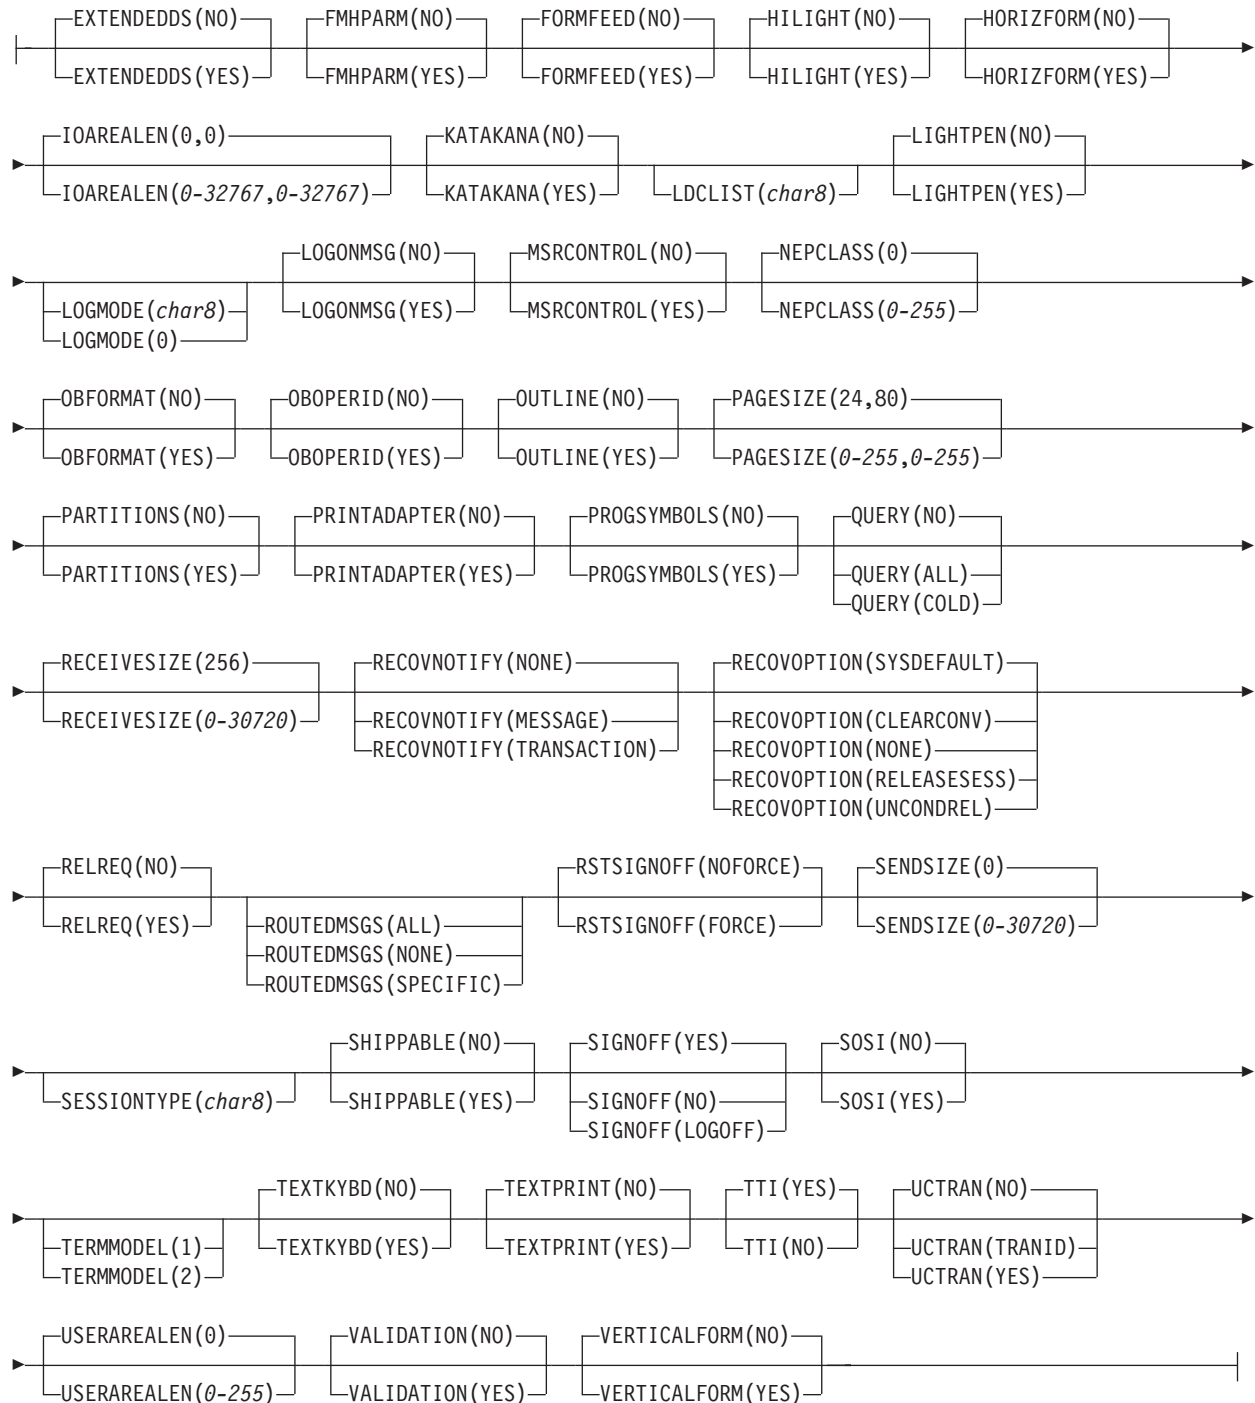 EXTENDEDDS(NO) FMHPARM(NO) FORMFEED(NO) HILIGHT(NO) HORIZFORM(NO)
EXTENDEDDS(YES) FMHPARM(YES) FORMFEED(YES) HILIGHT(YES) HORIZFORM(YES)
IOAREALEN(0,0) KATAKANA(NO) LIGHTPEN(NO)
IOAREALEN(0-32767,0-32767) KATAKANA(YES) LDCLIST(char8) LIGHTPEN(YES)
LOGONMSG(NO) MSRCONTROL(NO) NEPCLASS(0)
LOGMODE(char8) LOGONMSG(YES) MSRCONTROL(YES) NEPCLASS(0-255)
LOGMODE(0)
OBFORMAT(NO) OBOPERID(NO) OUTLINE(NO) PAGESIZE(24,80)
OBFORMAT(YES) OBOPERID(YES) OUTLINE(YES) PAGESIZE(0-255,0-255)
PARTITIONS(NO) PRINTADAPTER(NO) PROGSYMBOLS(NO) QUERY(NO)
PARTITIONS(YES) PRINTADAPTER(YES) PROGSYMBOLS(YES) QUERY(ALL)
QUERY(COLD)
RECEIVESIZE(256) RECOVNOTIFY(NONE) RECOVOPTION(SYSDEFAULT)
RECEIVESIZE(0-30720) RECOVNOTIFY(MESSAGE) RECOVOPTION(CLEARCONV)
RECOVNOTIFY(TRANSACTION) RECOVOPTION(NONE)
RECOVOPTION(RELEASESESS)
RECOVOPTION(UNCONDREL)
RELREQ(NO) RSTSIGNOFF(NOFORCE) SENDSIZE(0)
RELREQ(YES) ROUTEDMSGS(ALL) RSTSIGNOFF(FORCE) SENDSIZE(0-30720)
ROUTEDMSGS(NONE)
ROUTEDMSGS(SPECIFIC)
SHIPPABLE(NO) SIGNOFF(YES) SOSI(NO)
SESSIONTYPE(char8) SHIPPABLE(YES) SIGNOFF(NO) SOSI(YES)
SIGNOFF(LOGOFF)
TEXTKYBD(NO) TEXTPRINT(NO) TTI(YES) UCTRAN(NO)
TERMMODEL(1) TEXTKYBD(YES) TEXTPRINT(YES) TTI(NO) UCTRAN(TRANID)
TERMMODEL(2) UCTRAN(YES)
USERAREALEN(0) VALIDATION(NO) VERTICALFORM(NO)
USERAREALEN(0-255) VALIDATION(YES) VERTICALFORM(YES)